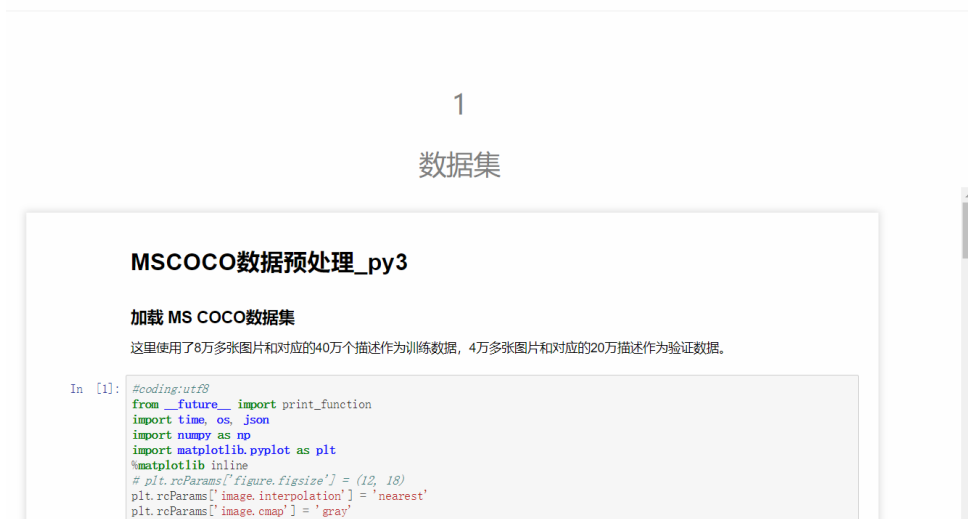 1
数据集
MSCOCO数据预处理_py3
加载 MS COCO数据集
这里使用了8万多张图片和对应的40万个描述作为训练数据，4万多张图片和对应的20万描述作为验证数据。
In [1]: #coding:utf8
from __future__ import print_function
import time, os, json
import numpy as np
import matplotlib.pyplot as plt
%matplotlib inline
# plt.rcParams['figure.figsize'] = (12, 18)
plt.rcParams['image.interpolation'] = 'nearest'
plt.rcParams['image.cmap'] = 'gray'